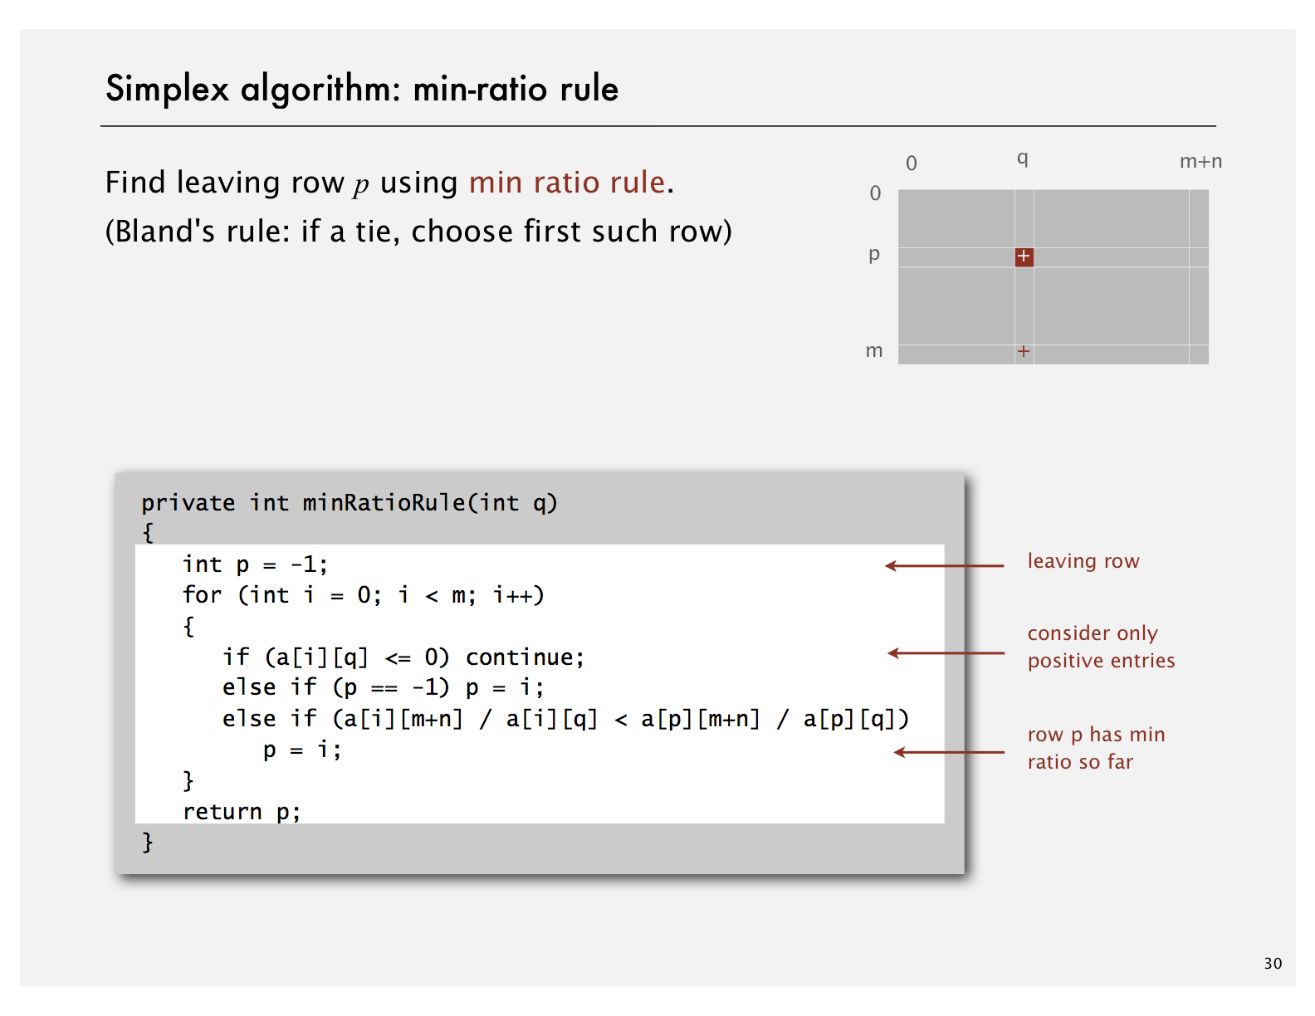 Simplex algorithm: min-ratio rule
Find leaving row p using min ratio rule.
(Bland's rule: if a tie, choose first such row)
0 q m+n
0
p +
m +
private int minRatioRule(int q)
{
int p = -1;
for (int i = 0; i < m; i++)
{
if (a[i][q] <= 0) continue;
else if (p == -1) p = i;
else if (a[i][m+n] / a[i][q] < a[p][m+n] / a[p][q])
p = i;
}
return p;
}
leaving row
consider only
positive entries
row p has min
ratio so far
30